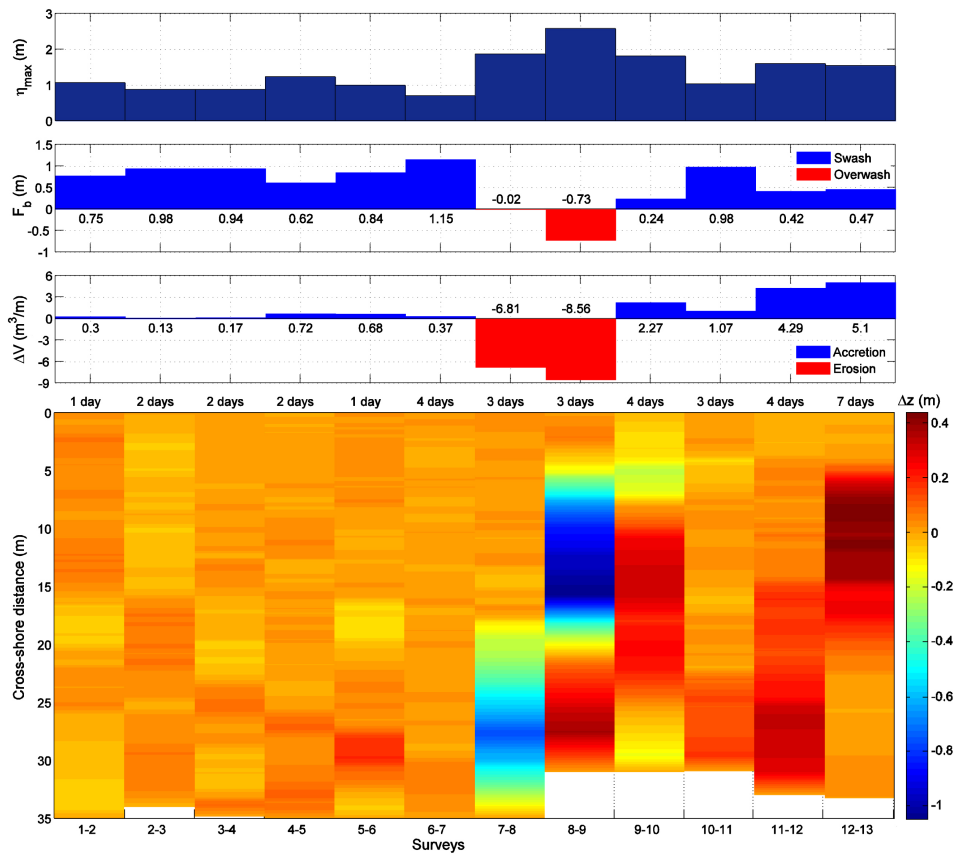 η max (m)
3
2
1
0
F b (m)
1.5
1
0.5
0
-0.5
-1
Swash
Overwash
0.75 0.98 0.94 0.62 0.84 1.15 -0.02 -0.73 0.24 0.98 0.42 0.47
ΔV (m³/m)
6
3
0
-3
-6
-9
0.3 0.13 0.17 0.72 0.68 0.37 -6.81 -8.56 2.27 1.07 4.29 5.1
Accretion
Erosion
1 day 2 days 2 days 2 days 1 day 4 days 3 days 3 days 4 days 3 days 4 days 7 days
Δz (m)
Cross-shore distance (m)
0
5
10
15
20
25
30
35
0.4
0.2
0
-0.2
-0.4
-0.6
-0.8
-1
1-2 2-3 3-4 4-5 5-6 6-7 7-8 8-9 9-10 10-11 11-12 12-13
Surveys